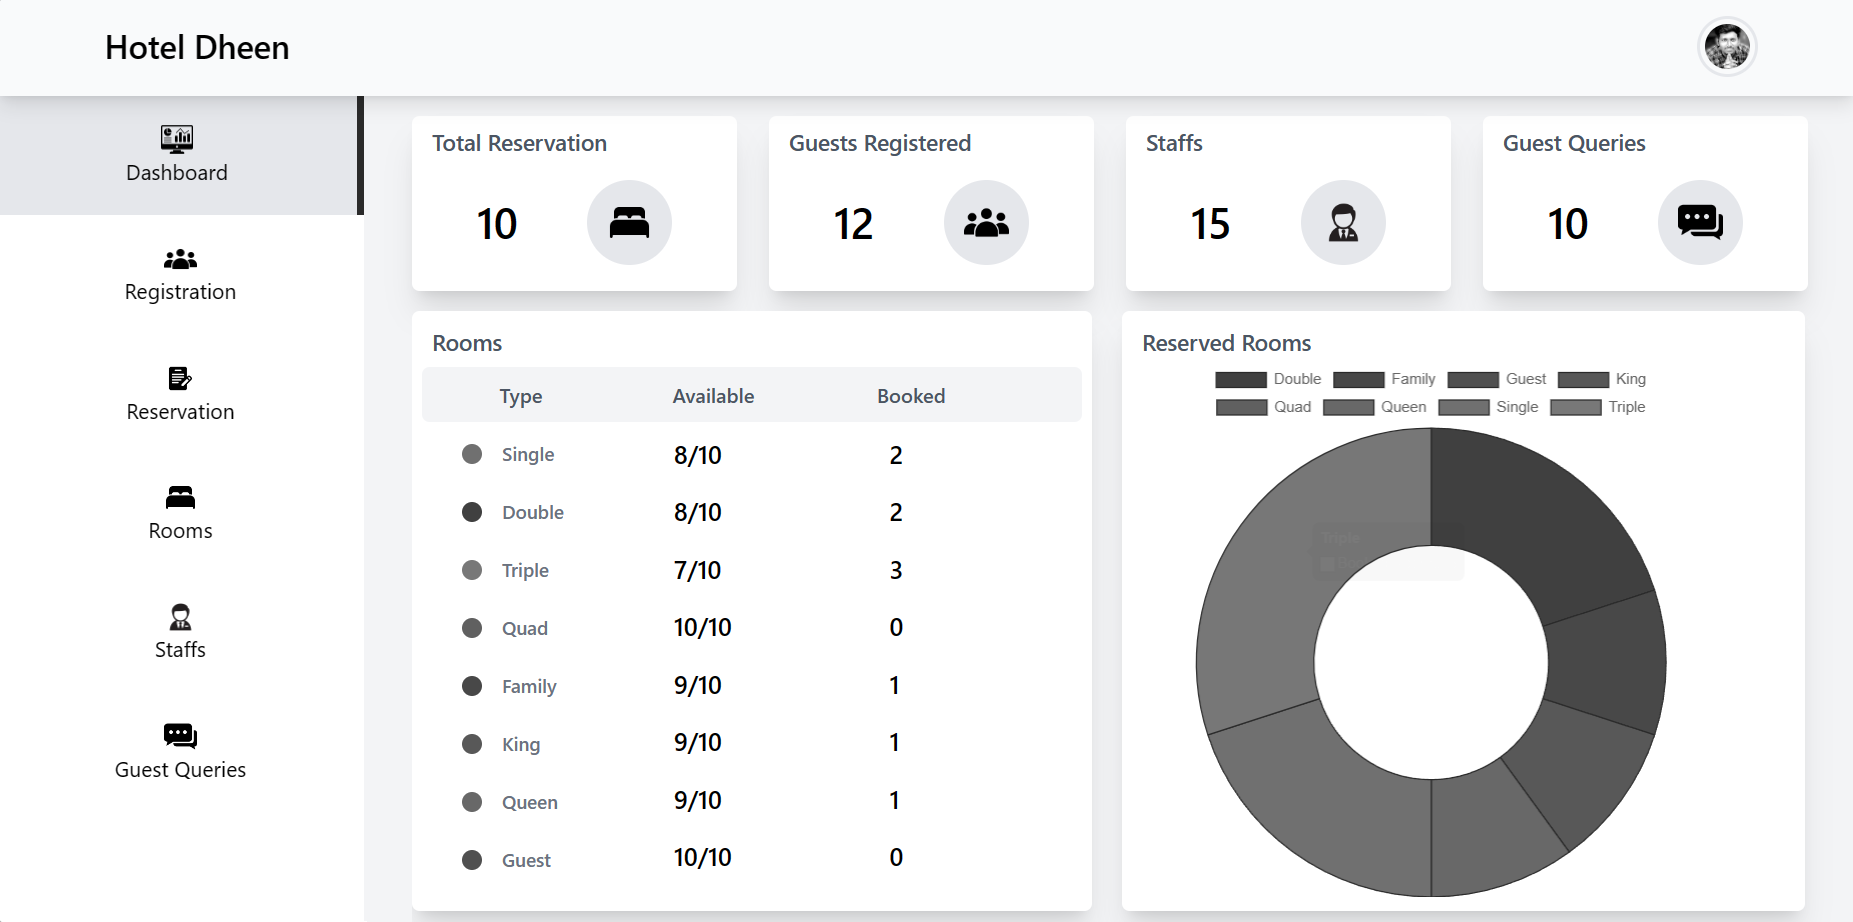 Hotel Dheen
Dashboard
Registration
Reservation
Rooms
Staffs
Guest Queries
Total Reservation
10
Guests Registered
12
Staffs
15
Guest Queries
10
Rooms
Type Available Booked
Single 8/10 2
Double 8/10 2
Triple 7/10 3
Quad 10/10 0
Family 9/10 1
King 9/10 1
Queen 9/10 1
Guest 10/10 0
Reserved Rooms
Double Family Guest King
Quad Queen Single Triple
Triple